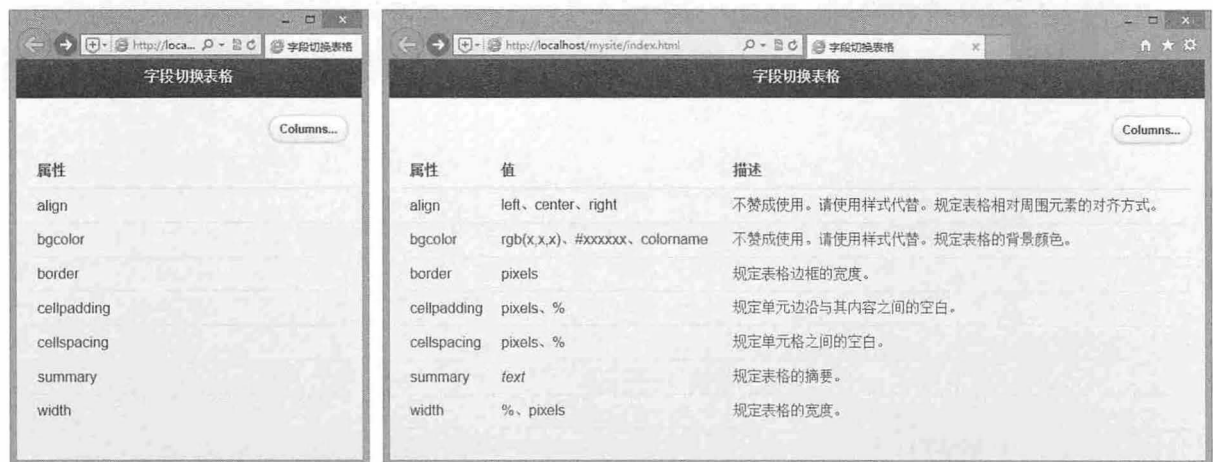 http://loca...
字段切换表格
字段切换表格
Columns...
属性
align
bgcolor
border
cellpadding
cellspacing
summary
width
http://localhost/mysite/index.html
字段切换表格
字段切换表格
Columns...
属性 值 描述
align left、center、right 不赞成使用。请使用样式代替。规定表格相对周围元素的对齐方式。
bgcolor rgb(x,x,x)、#xxxxxx、colorname 不赞成使用。请使用样式代替。规定表格的背景颜色。
border pixels 规定表格边框的宽度。
cellpadding pixels、% 规定单元边沿与其内容之间的空白。
cellspacing pixels、% 规定单元格之间的空白。
summary text 规定表格的摘要。
width %、pixels 规定表格的宽度。